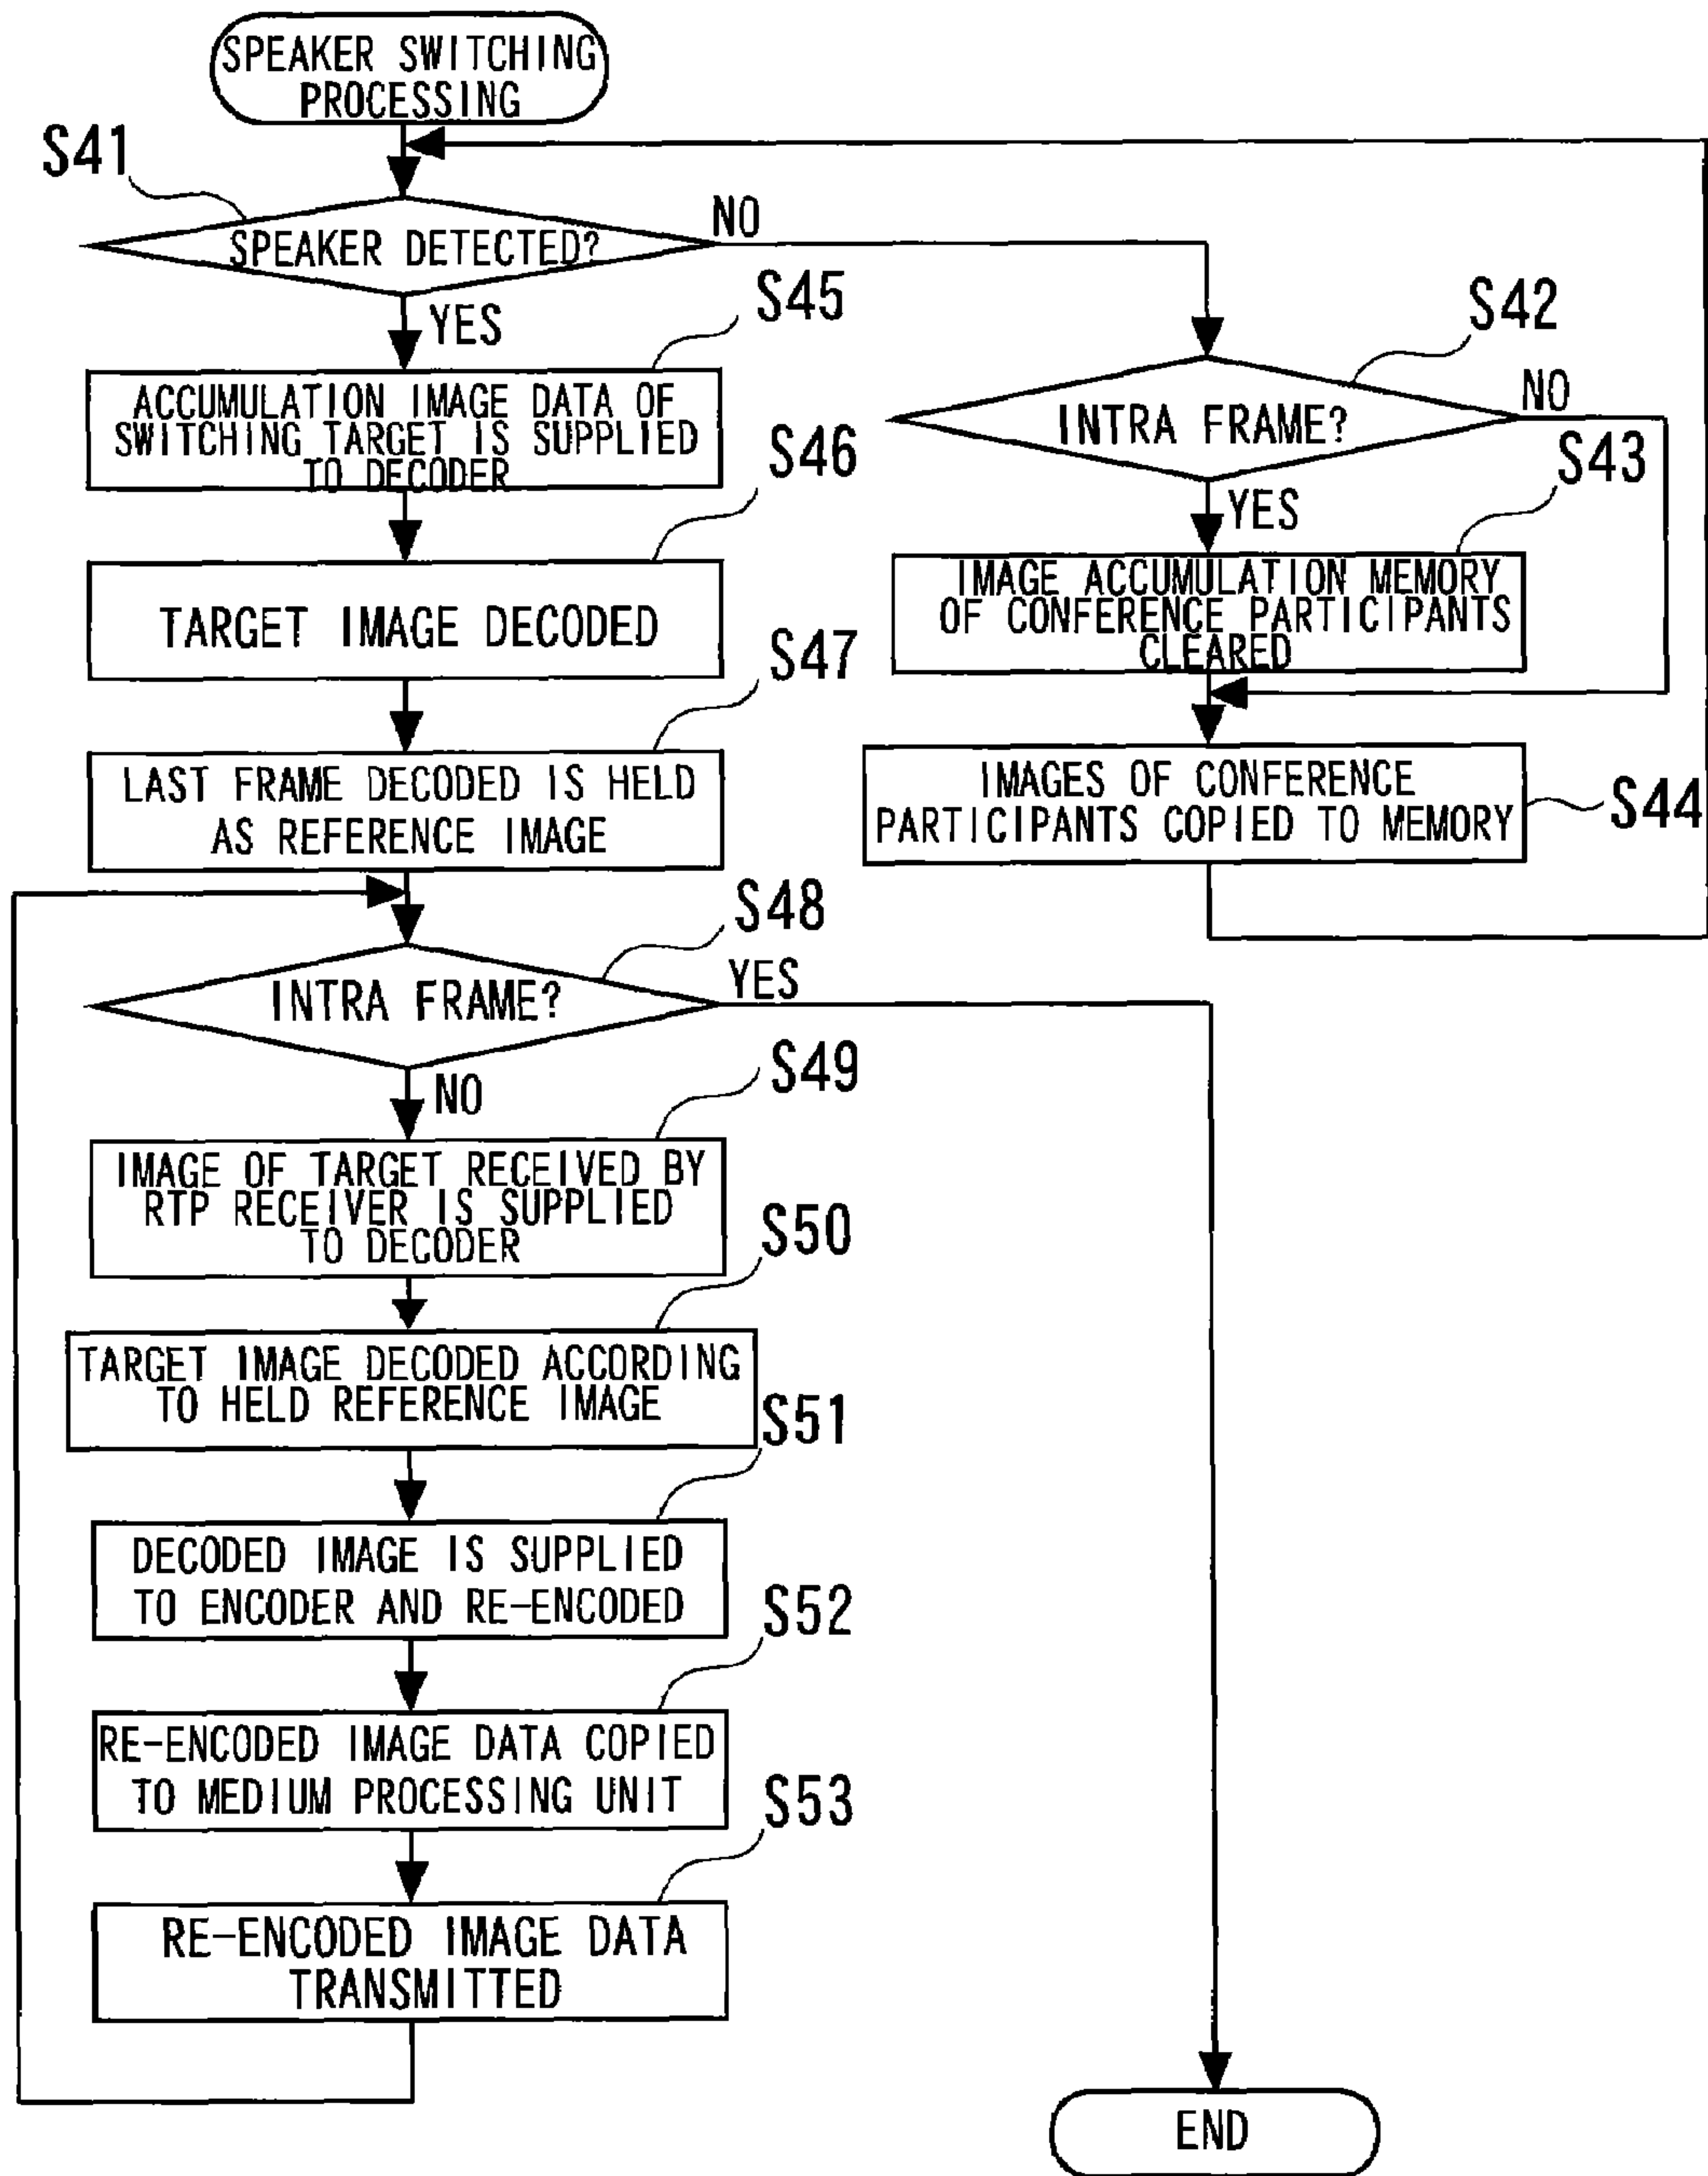 SPEAKER SWITCHING
PROCESSING
S41
SPEAKER DETECTED?
NO
YES
S45
ACCUMULATION IMAGE DATA OF
SWITCHING TARGET IS SUPPLIED
TO DECODER
S42
INTRA FRAME?
NO
YES
S43
IMAGE ACCUMULATION MEMORY
OF CONFERENCE PARTICIPANTS
CLEARED
S46
TARGET IMAGE DECODED
S47
LAST FRAME DECODED IS HELD
AS REFERENCE IMAGE
IMAGES OF CONFERENCE
PARTICIPANTS COPIED TO MEMORY
S44
S48
INTRA FRAME?
YES
NO
S49
IMAGE OF TARGET RECEIVED BY
RTP RECEIVER IS SUPPLIED
TO DECODER
S50
TARGET IMAGE DECODED ACCORDING
TO HELD REFERENCE IMAGE
S51
DECODED IMAGE IS SUPPLIED
TO ENCODER AND RE-ENCODED
S52
RE-ENCODED IMAGE DATA COPIED
TO MEDIUM PROCESSING UNIT
S53
RE-ENCODED IMAGE DATA
TRANSMITTED
END